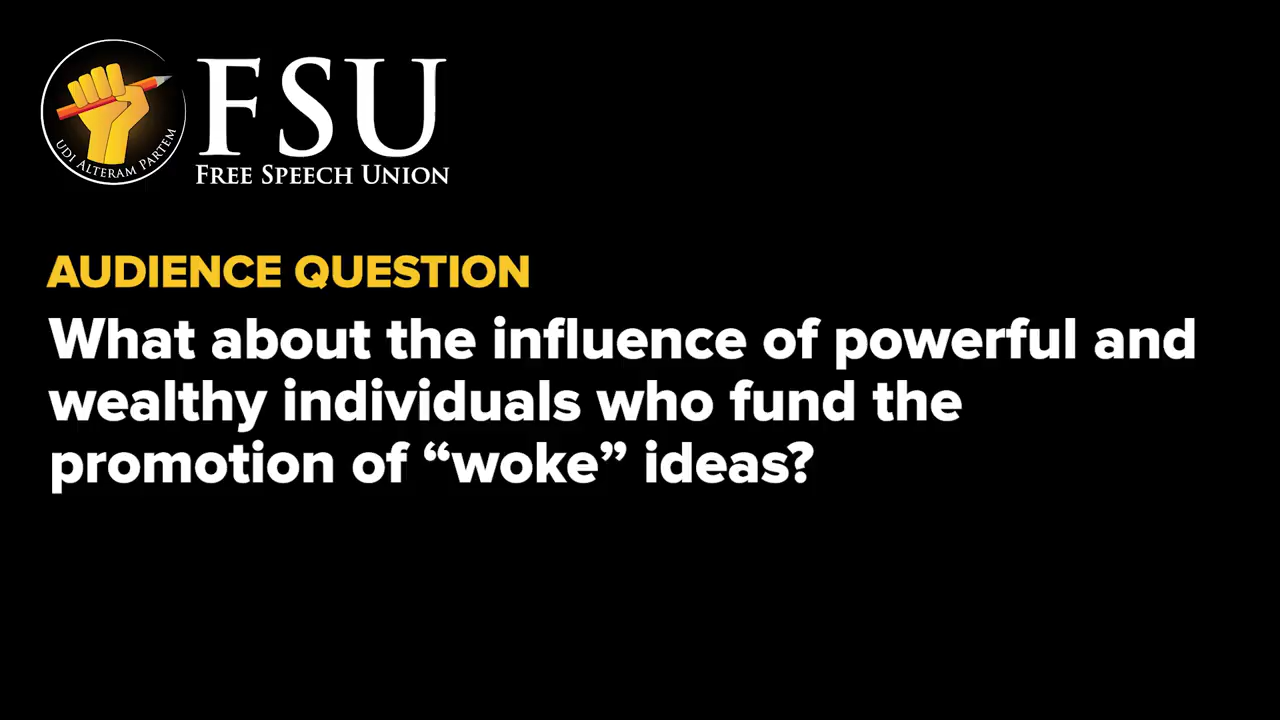 UDI ALTERAM PARTEM
FSU
FREE SPEECH UNION
AUDIENCE QUESTION
What about the influence of powerful and
wealthy individuals who fund the
promotion of “woke” ideas?